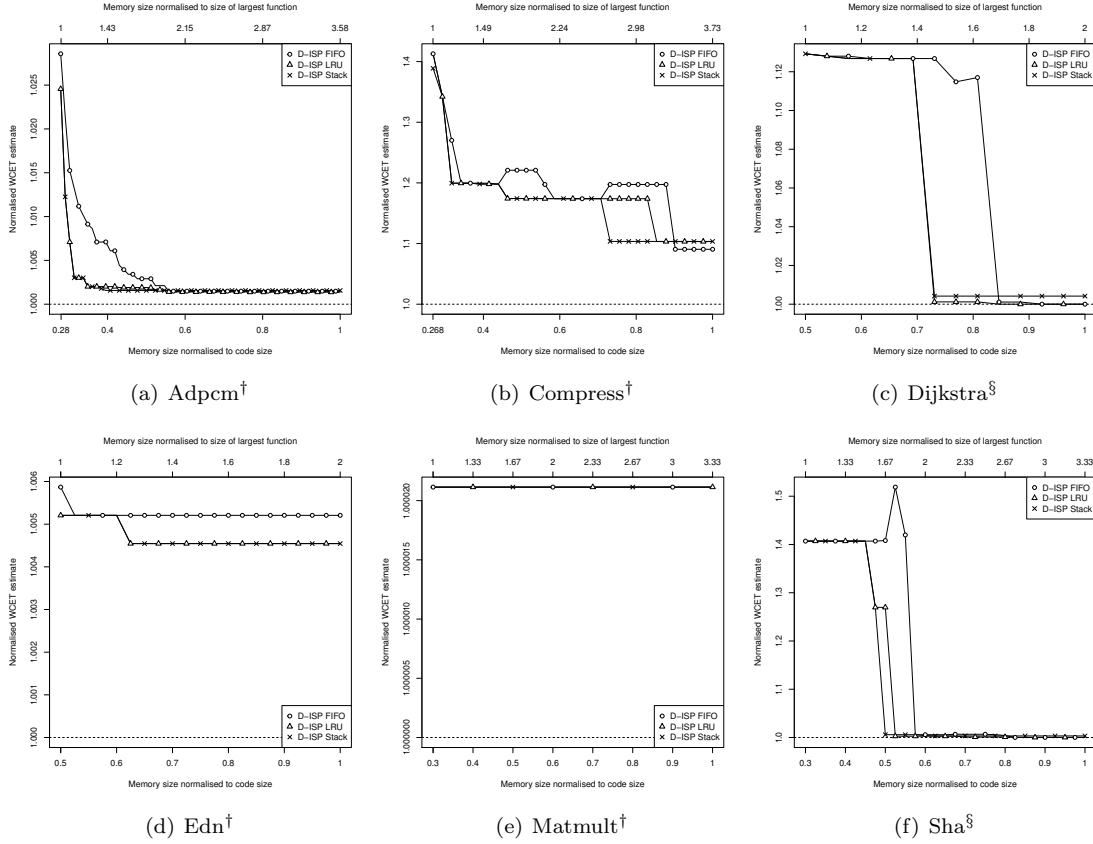 Memory size normalised to size of largest function
1 1.43 2.15 2.87 3.58
D−ISP FIFO
D−ISP LRU
D−ISP Stack
Normalised WCET estimate
1.000 1.005 1.010 1.015 1.020 1.025
0.28 0.4 0.6 0.8 1
Memory size normalised to code size
(a) Adpcm†
Memory size normalised to size of largest function
1 1.49 2.24 2.98 3.73
D−ISP FIFO
D−ISP LRU
D−ISP Stack
Normalised WCET estimate
1.0 1.1 1.2 1.3 1.4
0.268 0.4 0.6 0.8 1
Memory size normalised to code size
(b) Compress†
Memory size normalised to size of largest function
1 1.2 1.4 1.6 1.8 2
D−ISP FIFO
D−ISP LRU
D−ISP Stack
Normalised WCET estimate
1.00 1.02 1.04 1.06 1.08 1.10 1.12
0.5 0.6 0.7 0.8 0.9 1
Memory size normalised to code size
(c) Dijkstra§
Memory size normalised to size of largest function
1 1.2 1.4 1.6 1.8 2
Normalised WCET estimate
1.000 1.001 1.002 1.003 1.004 1.005 1.006
D−ISP FIFO
D−ISP LRU
D−ISP Stack
0.5 0.6 0.7 0.8 0.9 1
Memory size normalised to code size
(d) Edn†
Memory size normalised to size of largest function
1 1.33 1.67 2 2.33 2.67 3 3.33
Normalised WCET estimate
1.000000 1.000005 1.000010 1.000015 1.000020
D−ISP FIFO
D−ISP LRU
D−ISP Stack
0.3 0.4 0.5 0.6 0.7 0.8 0.9 1
Memory size normalised to code size
(e) Matmult†
Memory size normalised to size of largest function
1 1.33 1.67 2 2.33 2.67 3 3.33
D−ISP FIFO
D−ISP LRU
D−ISP Stack
Normalised WCET estimate
1.0 1.1 1.2 1.3 1.4 1.5
0.3 0.4 0.5 0.6 0.7 0.8 0.9 1
Memory size normalised to code size
(f) Sha§